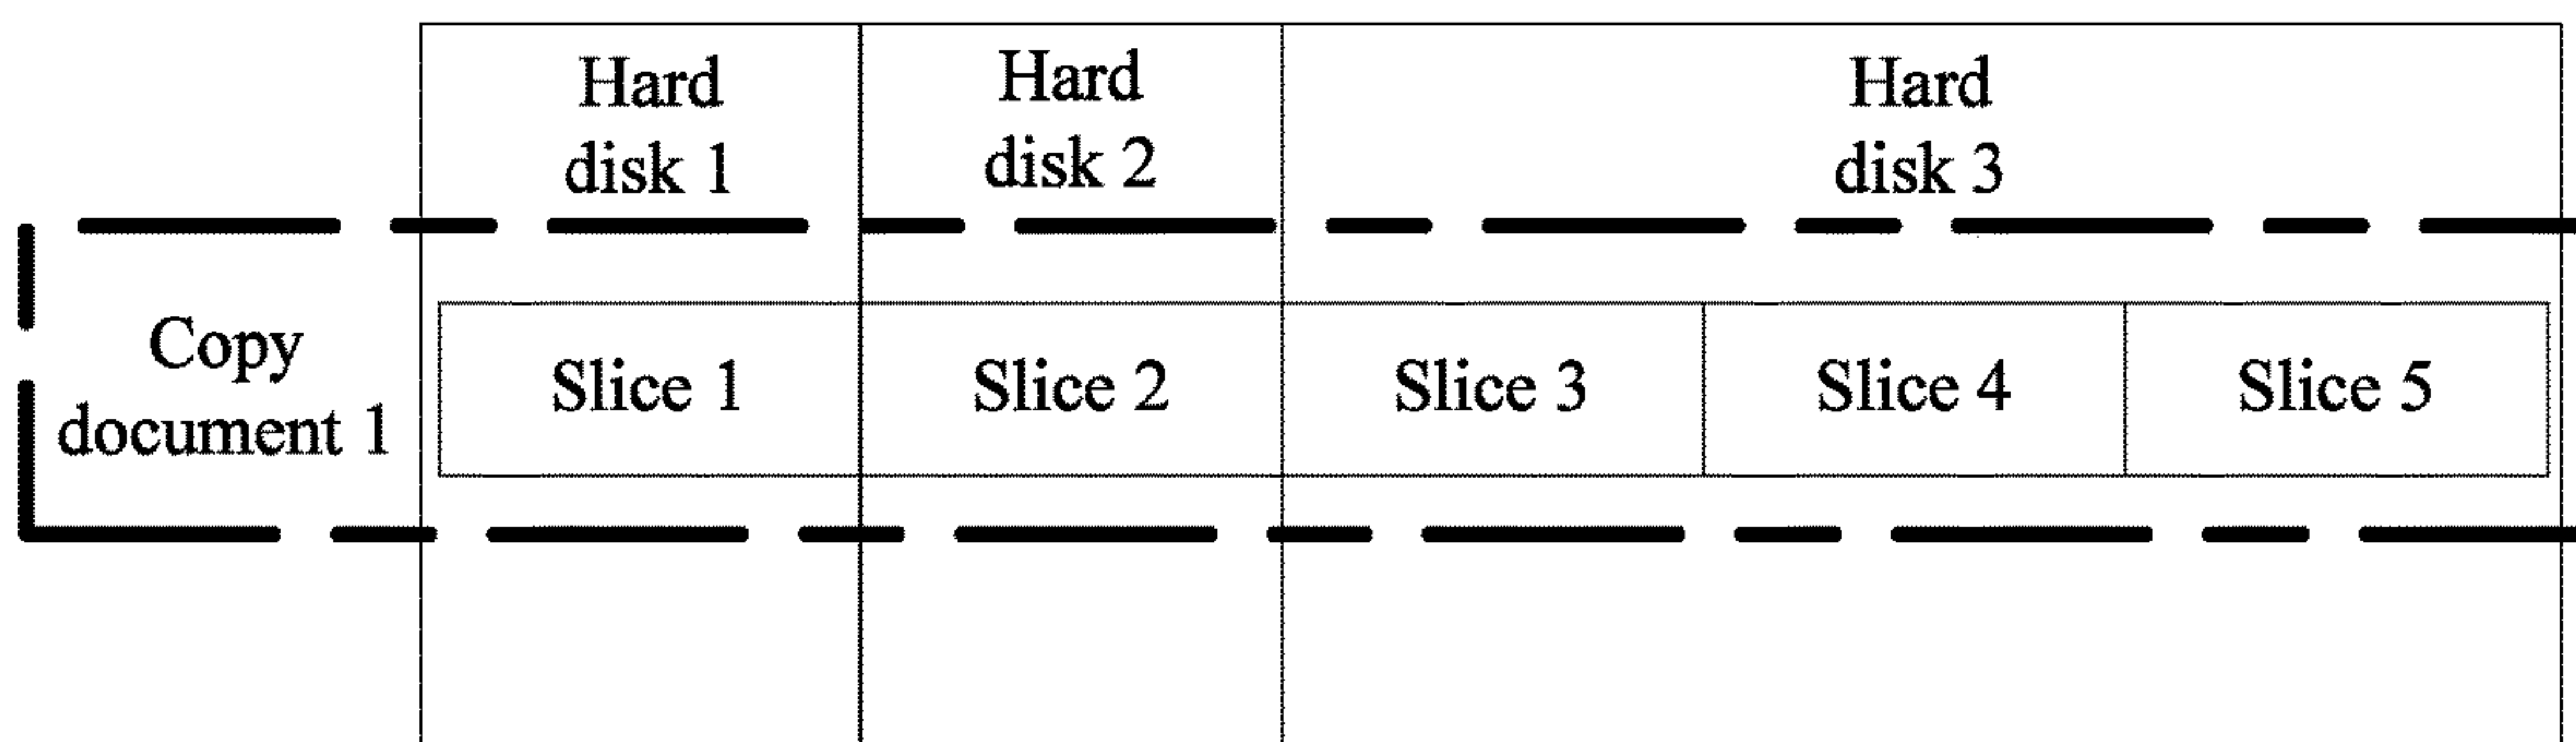 Hard
disk 1
Hard
disk 2
Hard
disk 3
Copy
document 1
Slice 1
Slice 2
Slice 3
Slice 4
Slice 5